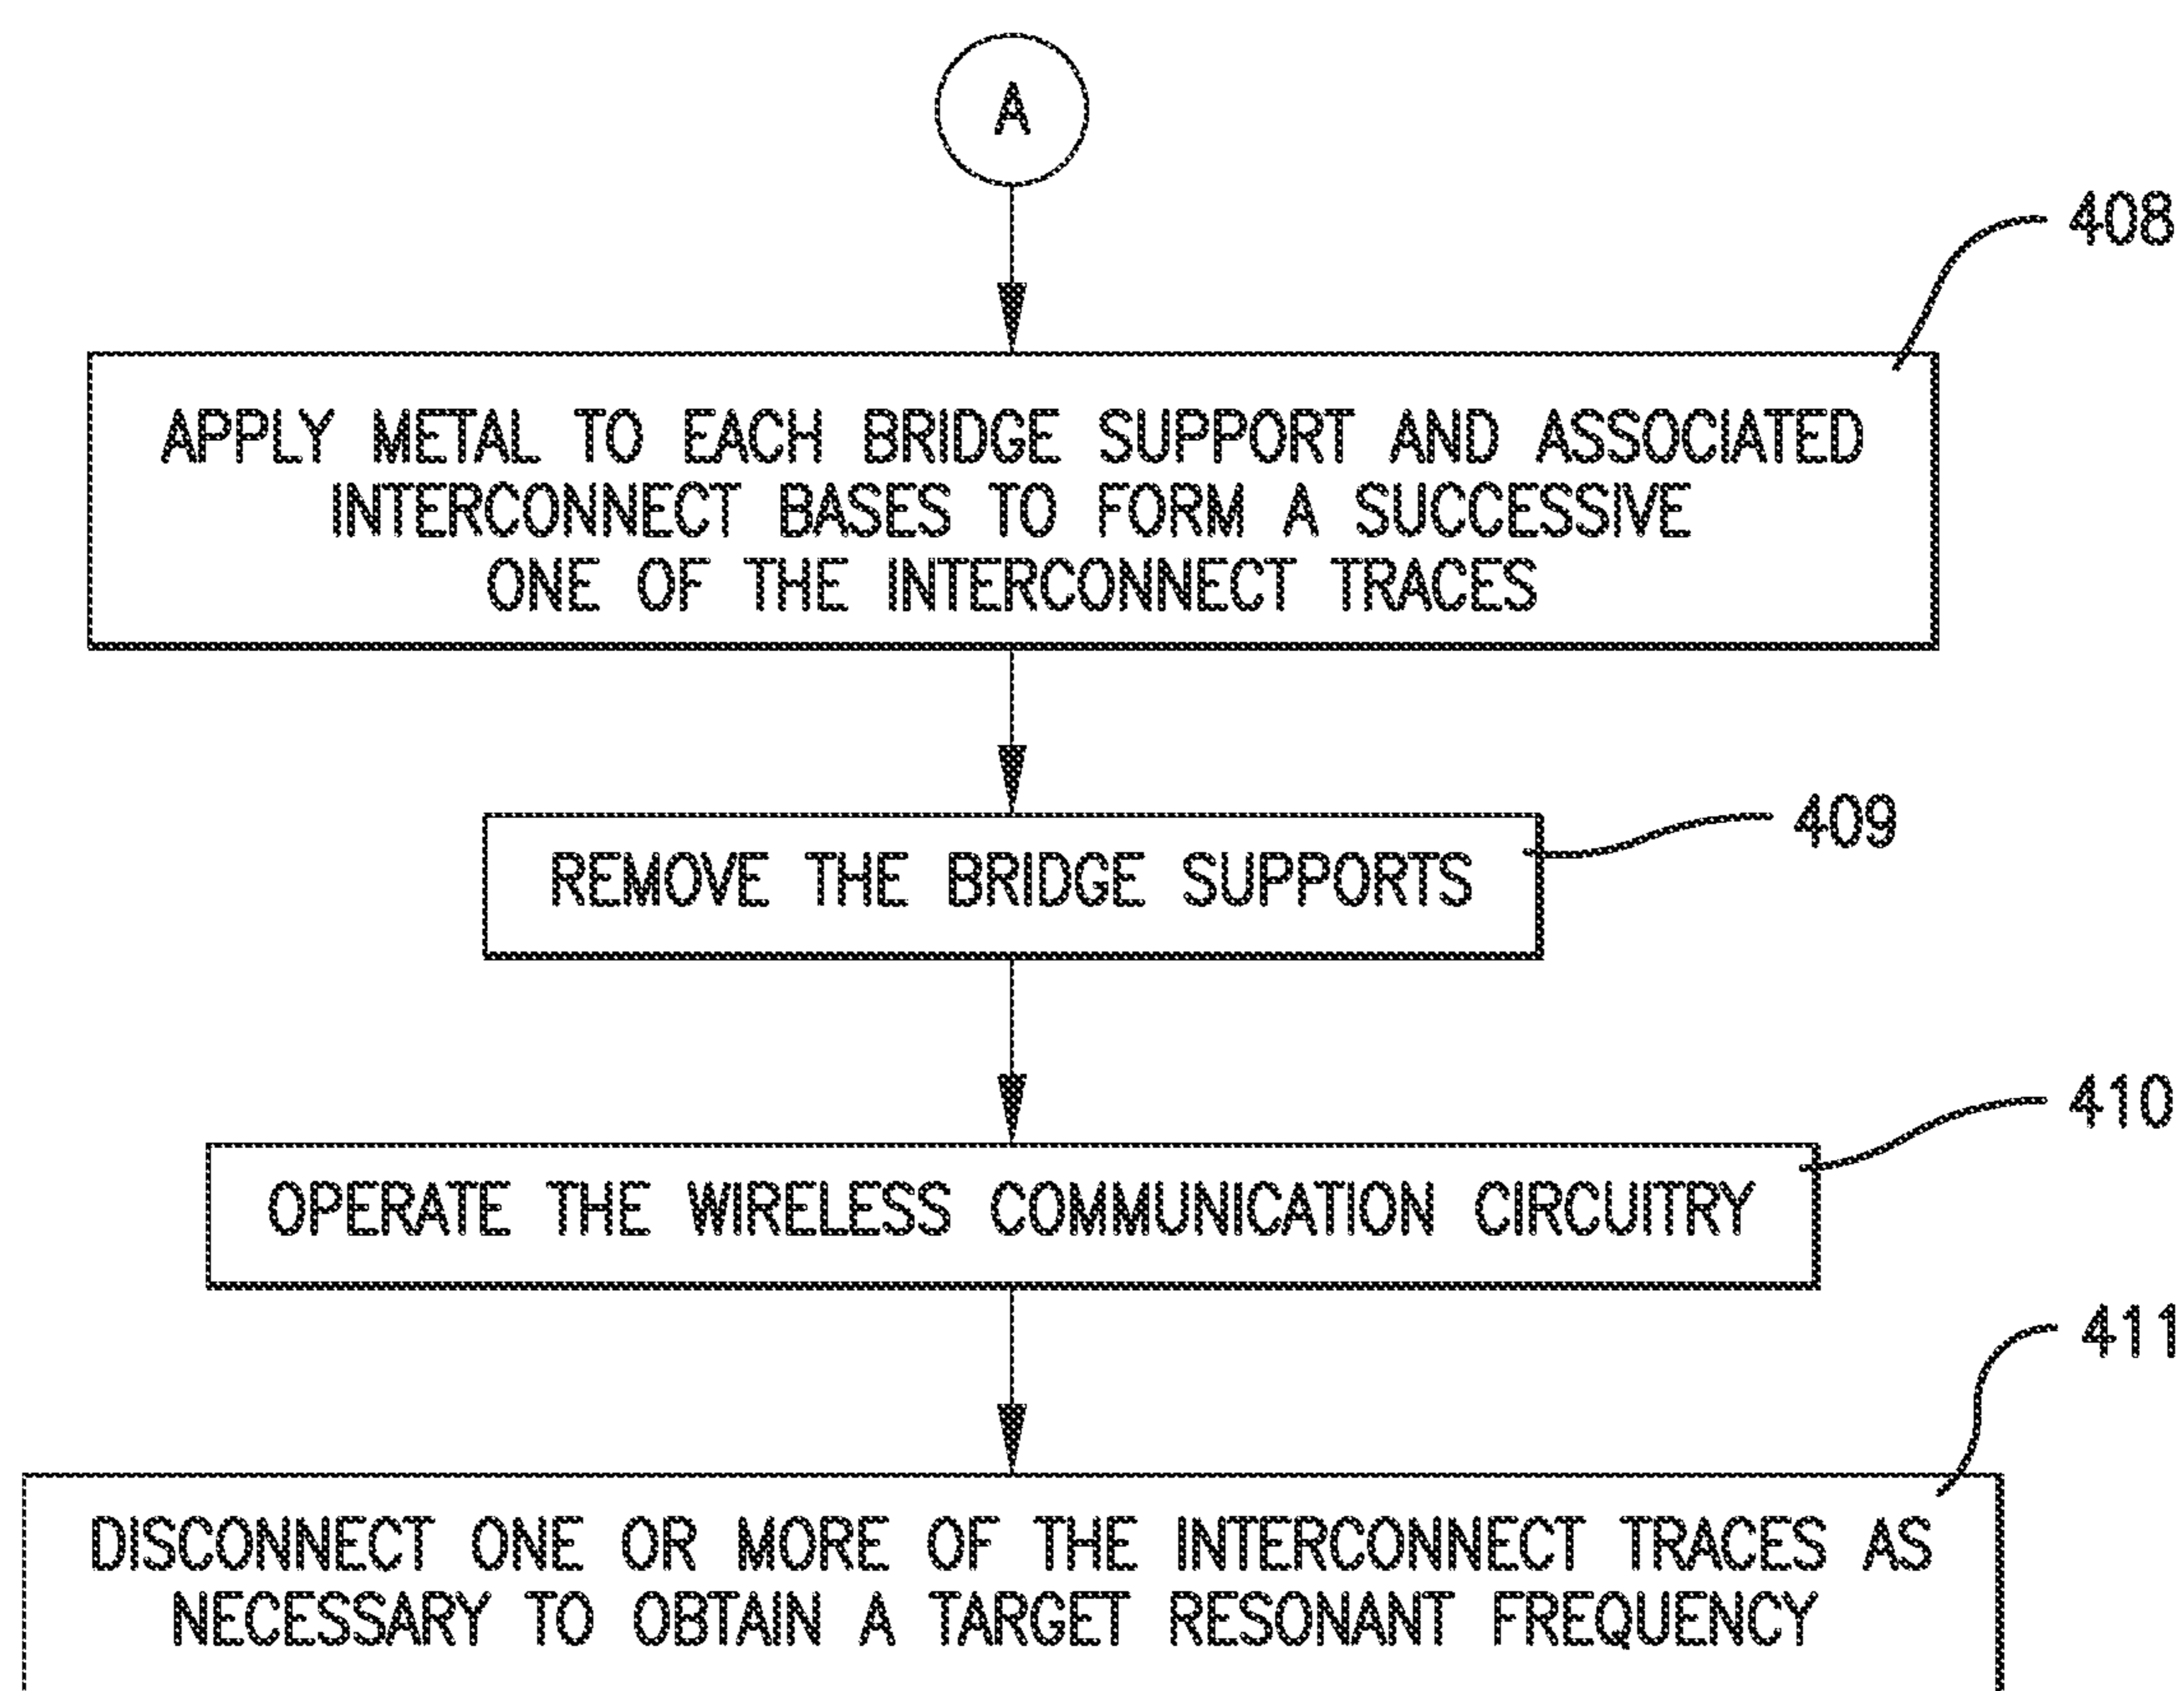 A
408
APPLY METAL TO EACH BRIDGE SUPPORT AND ASSOCIATED
INTERCONNECT BASES TO FORM A SUCCESSIVE
ONE OF THE INTERCONNECT TRACES
409
REMOVE THE BRIDGE SUPPORTS
410
OPERATE THE WIRELESS COMMUNICATION CIRCUITRY
411
DISCONNECT ONE OR MORE OF THE INTERCONNECT TRACES AS
NECESSARY TO OBTAIN A TARGET RESONANT FREQUENCY